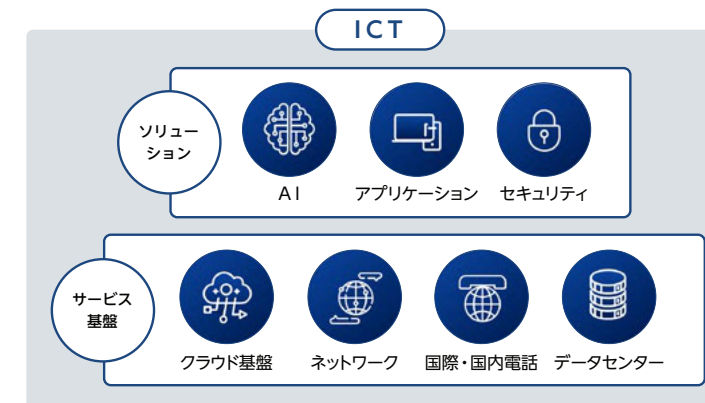 ICT
ソリュー
ション
AI
アプリケーション
セキュリティ
サービス
基盤
クラウド基盤
ネットワーク
国際・国内電話
データセンター